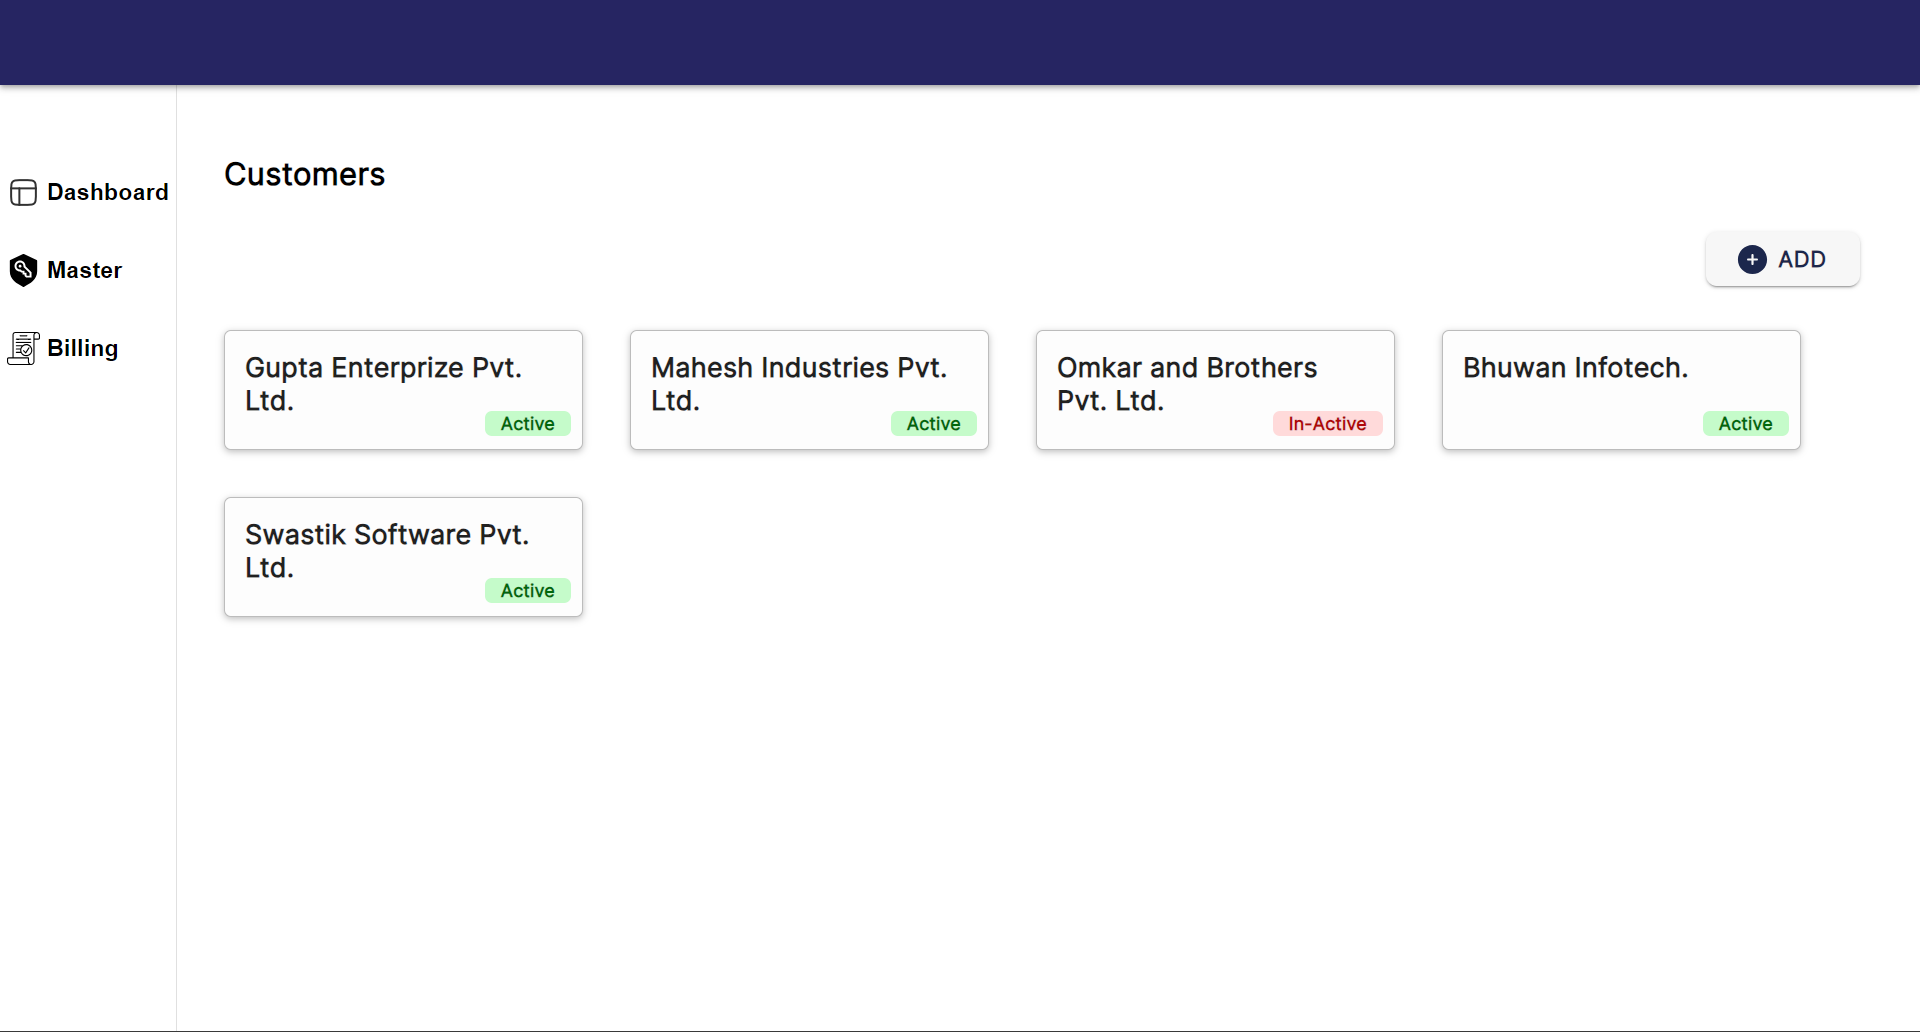 Customers
Dashboard
Master
Billing
ADD
Gupta Enterprize Pvt.
Ltd.
Active
Mahesh Industries Pvt.
Ltd.
Active
Omkar and Brothers
Pvt. Ltd.
In-Active
Bhuwan Infotech.
Active
Swastik Software Pvt.
Ltd.
Active